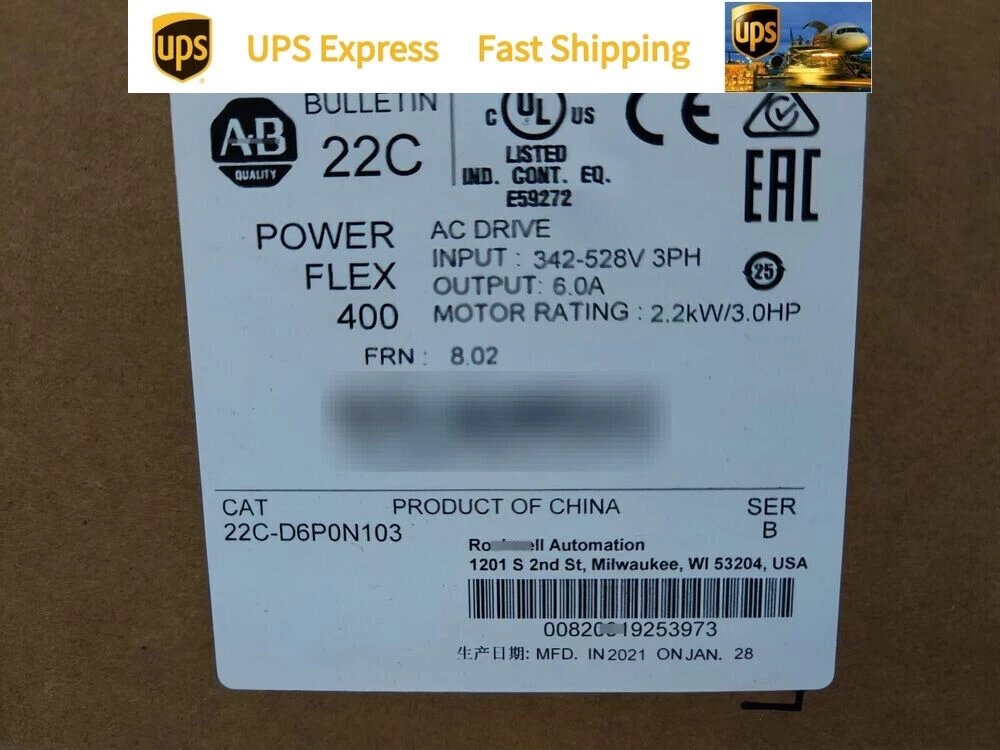 ups UPS Express Fast Shipping ups
BULLETIN
22C
A-B
QUALITY
C UL US
LISTED
IND. CONT. EQ.
E59272
CE
EAC
25
POWER
FLEX
400
AC DRIVE
INPUT : 342-528V 3PH
OUTPUT: 6.0A
MOTOR RATING : 2.2kW/3.0HP
FRN : 8.02
CAT
22C-D6P0N103
PRODUCT OF CHINA
SER
B
Automation
1201 S 2nd St, Milwaukee, WI 53204, USA
生产日期: MFD. IN 2021 ON JAN. 28